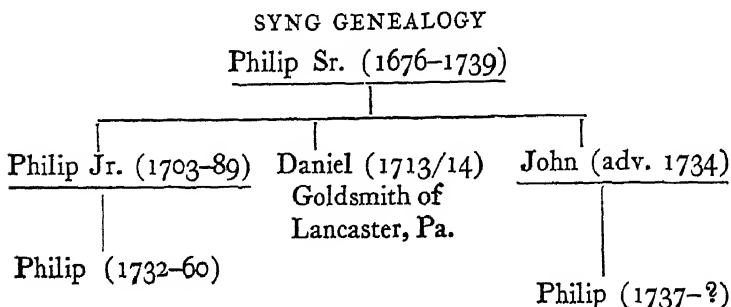 SYNG GENEALOGY
Philip Sr. (1676–1739)
Philip Jr. (1703–89)
Daniel (1713/14)
Goldsmith of
Lancaster, Pa.
John (adv. 1734)
Philip (1732–60)
Philip (1737–?)